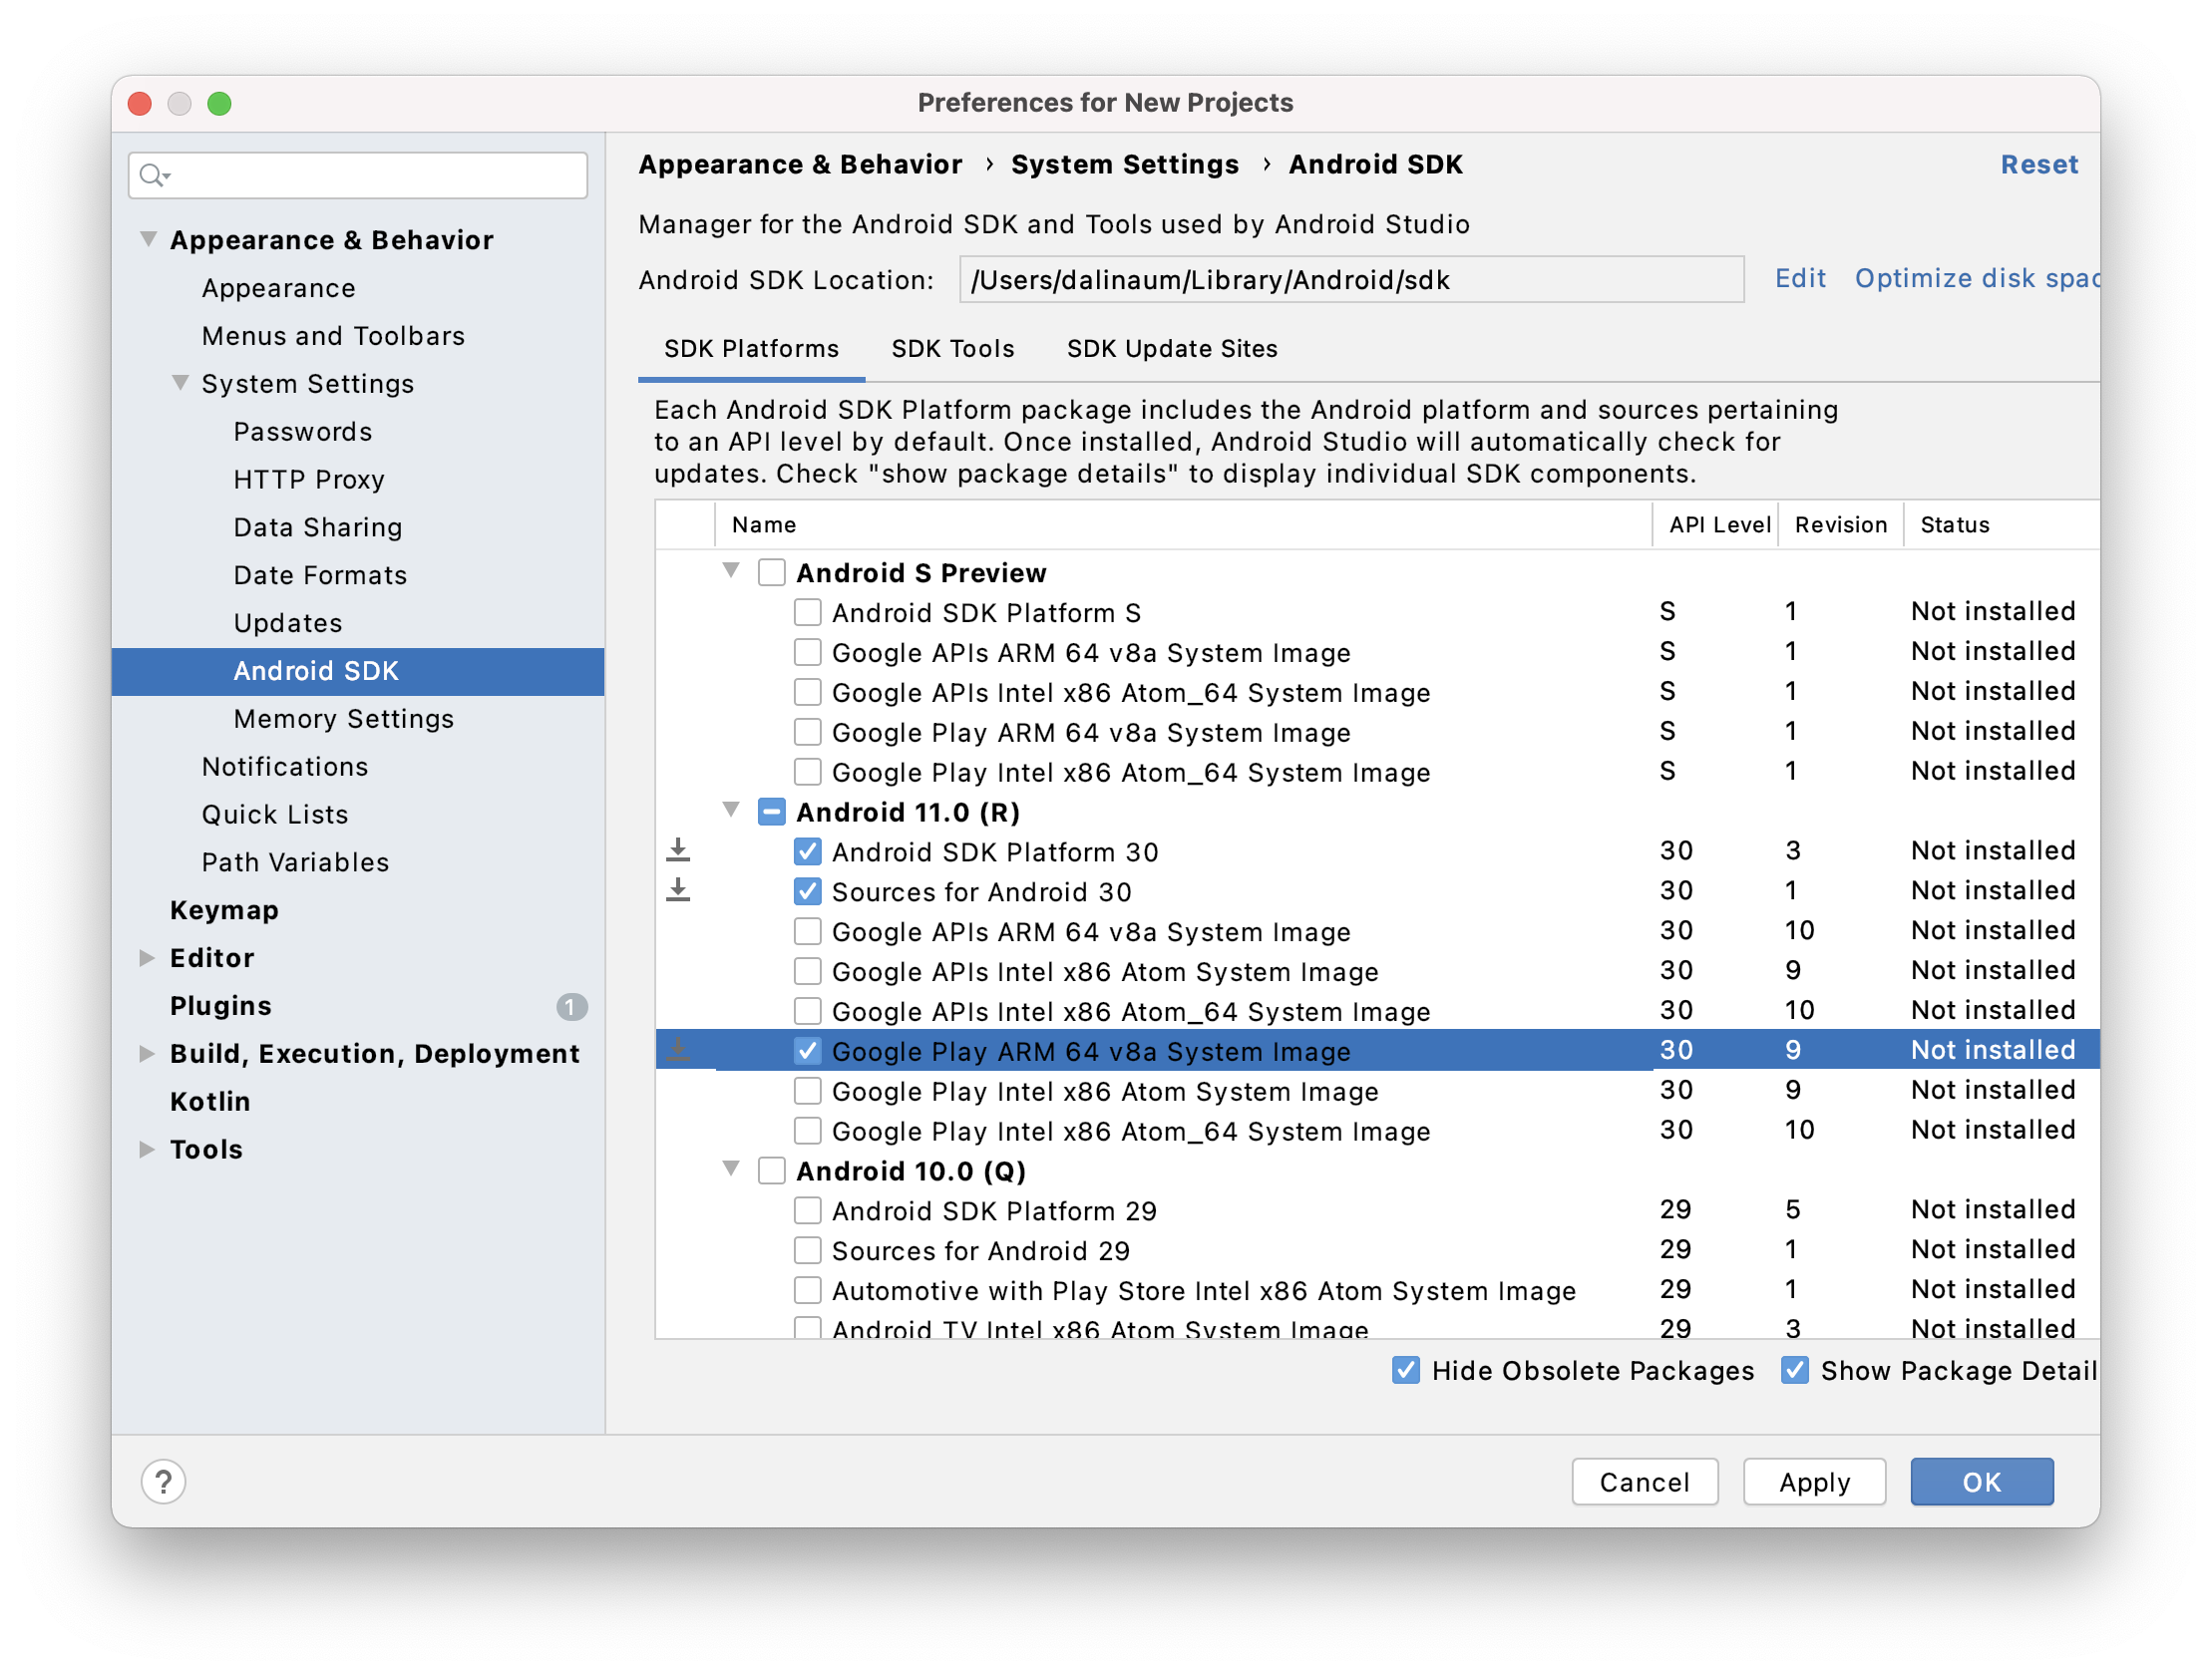 Preferences for New Projects
Appearance & Behavior
Appearance
Menus and Toolbars
System Settings
Passwords
HTTP Proxy
Data Sharing
Date Formats
Updates
Android SDK
Memory Settings
Notifications
Quick Lists
Path Variables
Keymap
Editor
Plugins 1
Build, Execution, Deployment
Kotlin
Tools
Appearance & Behavior › System Settings › Android SDK Reset
Manager for the Android SDK and Tools used by Android Studio
Android SDK Location: /Users/dalinaum/Library/Android/sdk Edit Optimize disk spac
SDK Platforms SDK Tools SDK Update Sites
Each Android SDK Platform package includes the Android platform and sources pertaining
to an API level by default. Once installed, Android Studio will automatically check for
updates. Check "show package details" to display individual SDK components.
Name API Level Revision Status
Android S Preview
Android SDK Platform S S 1 Not installed
Google APIs ARM 64 v8a System Image S 1 Not installed
Google APIs Intel x86 Atom_64 System Image S 1 Not installed
Google Play ARM 64 v8a System Image S 1 Not installed
Google Play Intel x86 Atom_64 System Image S 1 Not installed
Android 11.0 (R)
Android SDK Platform 30 30 3 Not installed
Sources for Android 30 30 1 Not installed
Google APIs ARM 64 v8a System Image 30 10 Not installed
Google APIs Intel x86 Atom System Image 30 9 Not installed
Google APIs Intel x86 Atom_64 System Image 30 10 Not installed
Google Play ARM 64 v8a System Image 30 9 Not installed
Google Play Intel x86 Atom System Image 30 9 Not installed
Google Play Intel x86 Atom_64 System Image 30 10 Not installed
Android 10.0 (Q)
Android SDK Platform 29 29 5 Not installed
Sources for Android 29 29 1 Not installed
Automotive with Play Store Intel x86 Atom System Image 29 1 Not installed
Android TV Intel x86 Atom System Image 29 3 Not installed
Hide Obsolete Packages Show Package Detail
? Cancel Apply OK